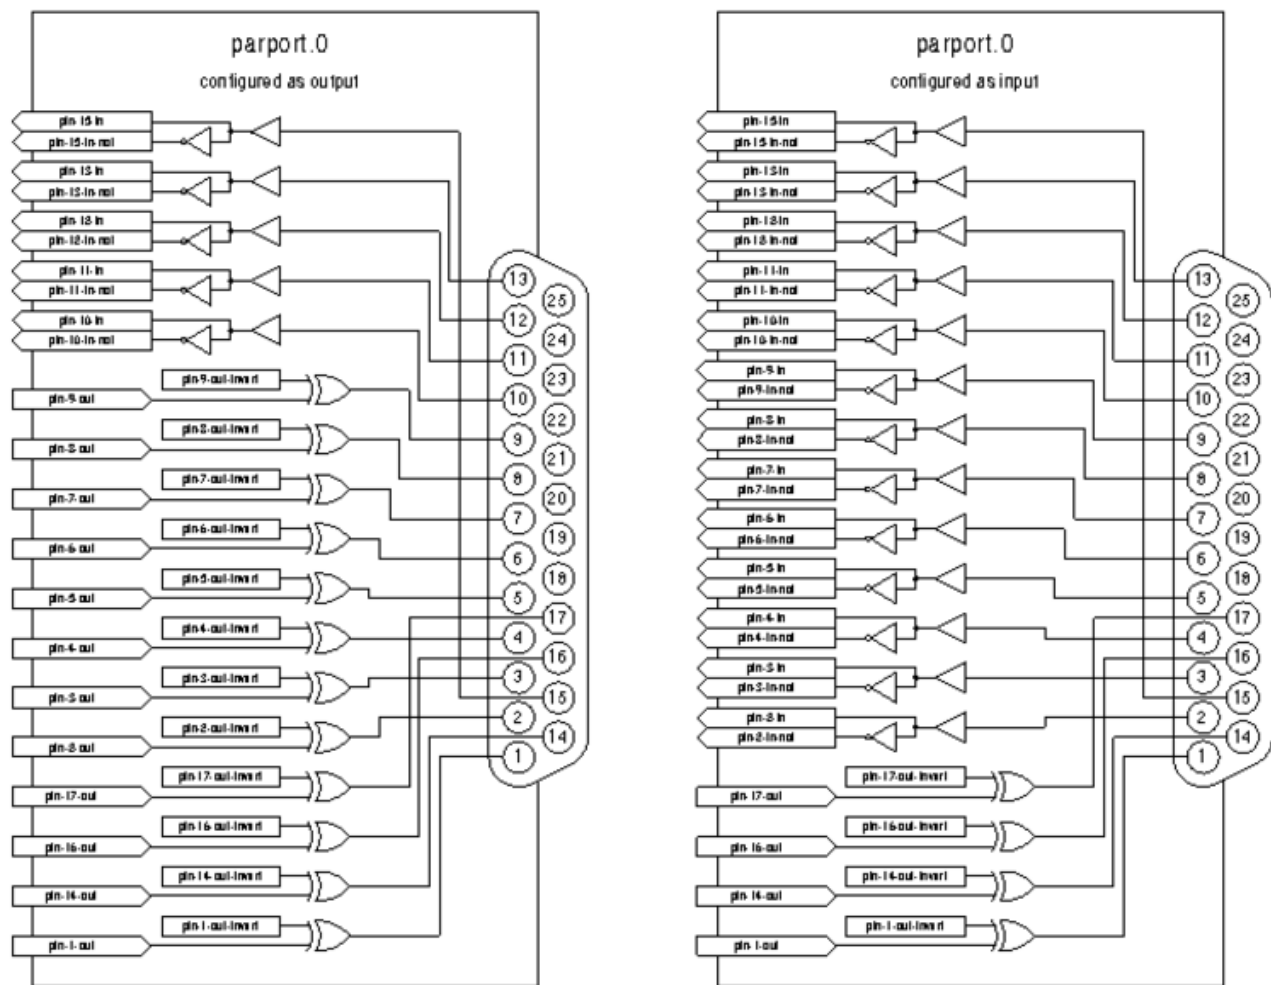 parport.0
configured as output
pin-15-in
pin-15-in-not
pin-13-in
pin-13-in-not
pin-12-in
pin-12-in-not
pin-11-in
pin-11-in-not
pin-10-in
pin-10-in-not
pin-9-out-invert
pin-9-out
pin-8-out-invert
pin-8-out
pin-7-out-invert
pin-7-out
pin-6-out-invert
pin-6-out
pin-5-out-invert
pin-5-out
pin-4-out-invert
pin-4-out
pin-3-out-invert
pin-3-out
pin-2-out-invert
pin-2-out
pin-17-out-invert
pin-17-out
pin-16-out-invert
pin-16-out
pin-14-out-invert
pin-14-out
pin-1-out-invert
pin-1-out
13
25
12
24
11
23
10
22
9
21
8
20
7
19
6
18
5
17
4
16
3
15
2
14
1
parport.0
configured as input
pin-15-in
pin-15-in-not
pin-13-in
pin-13-in-not
pin-12-in
pin-12-in-not
pin-11-in
pin-11-in-not
pin-10-in
pin-10-in-not
pin-9-in
pin-9-in-not
pin-8-in
pin-8-in-not
pin-7-in
pin-7-in-not
pin-6-in
pin-6-in-not
pin-5-in
pin-5-in-not
pin-4-in
pin-4-in-not
pin-3-in
pin-3-in-not
pin-2-in
pin-2-in-not
pin-17-out-invert
pin-17-out
pin-16-out-invert
pin-16-out
pin-14-out-invert
pin-14-out
pin-1-out-invert
pin-1-out
13
25
12
24
11
23
10
22
9
21
8
20
7
19
6
18
5
17
4
16
3
15
2
14
1